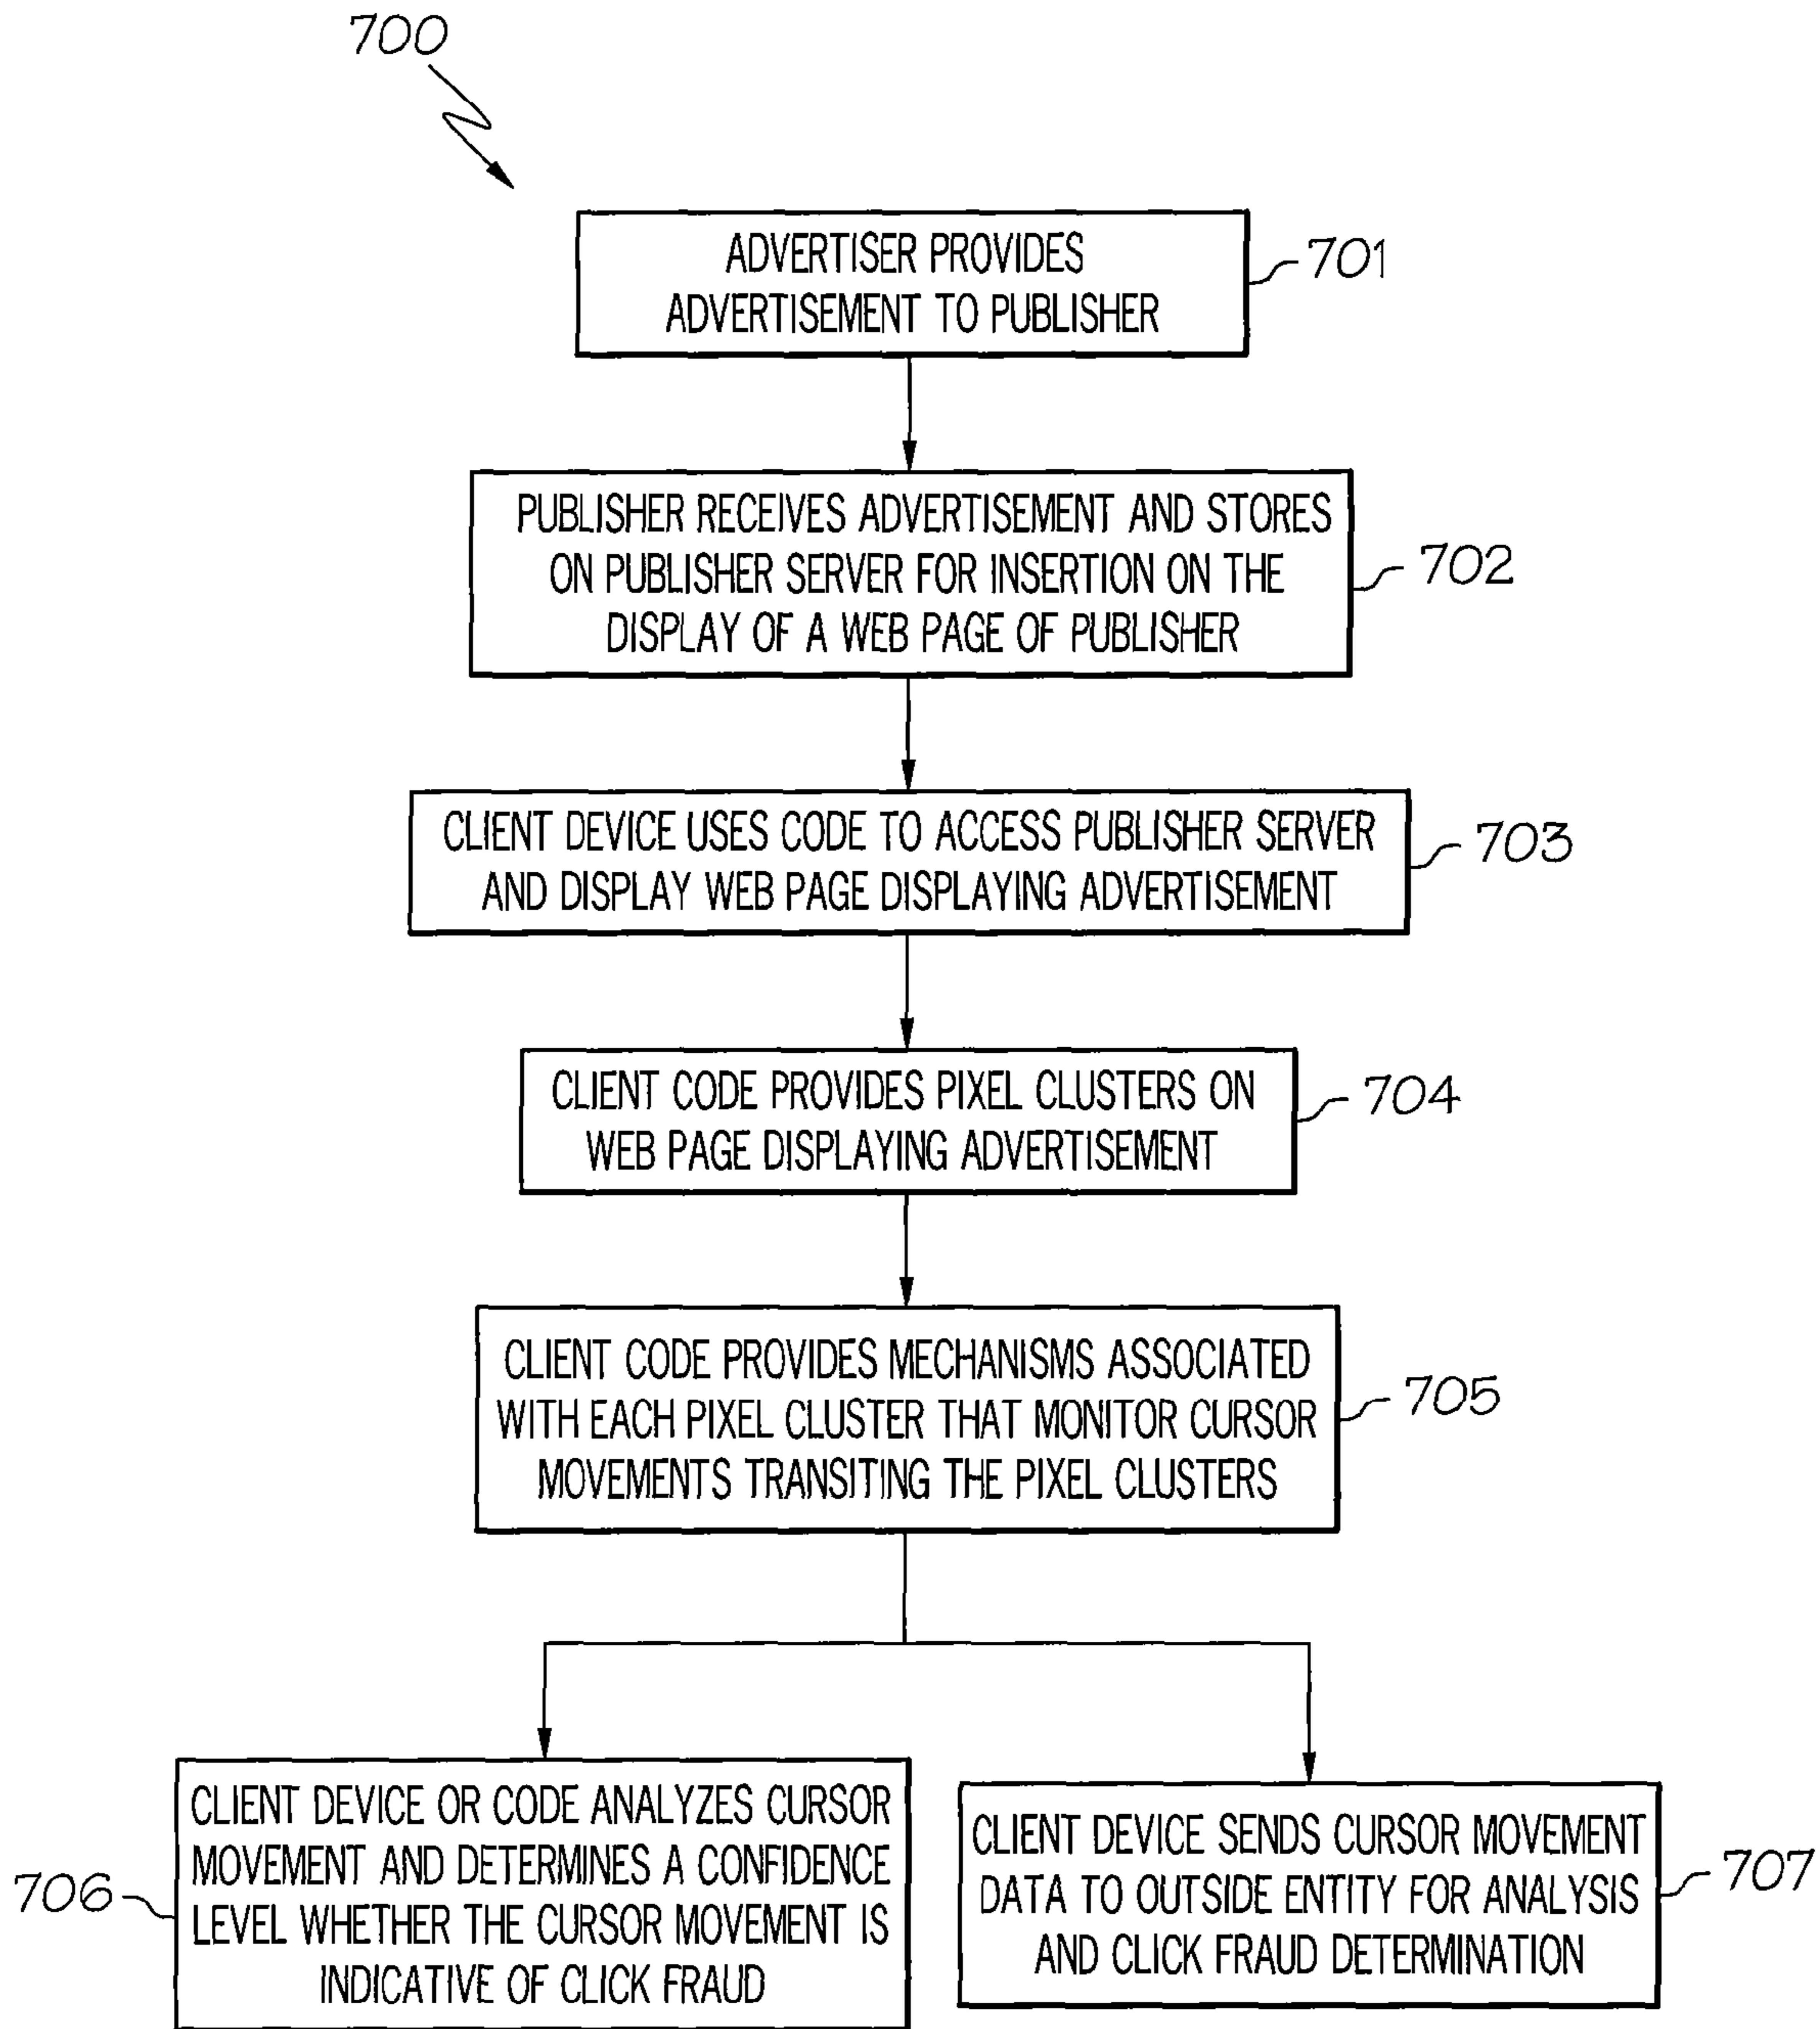 700
ADVERTISER PROVIDES
ADVERTISEMENT TO PUBLISHER
701
PUBLISHER RECEIVES ADVERTISEMENT AND STORES
ON PUBLISHER SERVER FOR INSERTION ON THE
DISPLAY OF A WEB PAGE OF PUBLISHER
702
CLIENT DEVICE USES CODE TO ACCESS PUBLISHER SERVER
AND DISPLAY WEB PAGE DISPLAYING ADVERTISEMENT
703
CLIENT CODE PROVIDES PIXEL CLUSTERS ON
WEB PAGE DISPLAYING ADVERTISEMENT
704
CLIENT CODE PROVIDES MECHANISMS ASSOCIATED
WITH EACH PIXEL CLUSTER THAT MONITOR CURSOR
MOVEMENTS TRANSITING THE PIXEL CLUSTERS
705
CLIENT DEVICE OR CODE ANALYZES CURSOR
MOVEMENT AND DETERMINES A CONFIDENCE
LEVEL WHETHER THE CURSOR MOVEMENT IS
INDICATIVE OF CLICK FRAUD
706
CLIENT DEVICE SENDS CURSOR MOVEMENT
DATA TO OUTSIDE ENTITY FOR ANALYSIS
AND CLICK FRAUD DETERMINATION
707